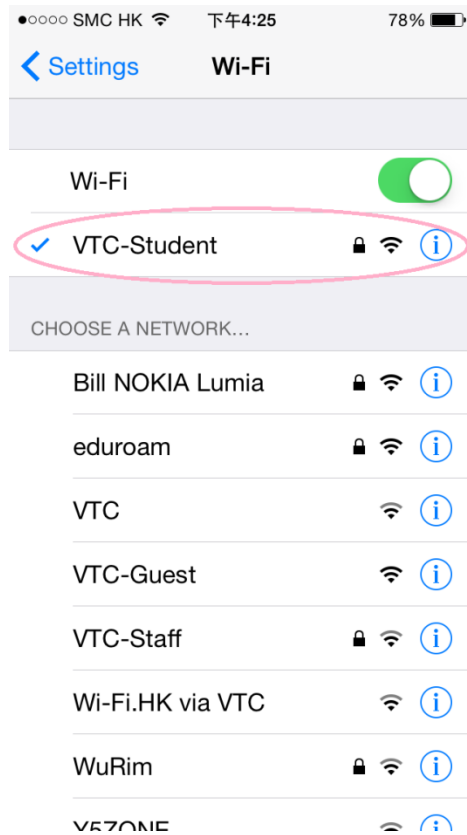 SMC HK 下午4:25 78%
Settings Wi-Fi
Wi-Fi
VTC-Student
CHOOSE A NETWORK...
Bill NOKIA Lumia
eduroam
VTC
VTC-Guest
VTC-Staff
Wi-Fi.HK via VTC
WuRim
Y5ZONE